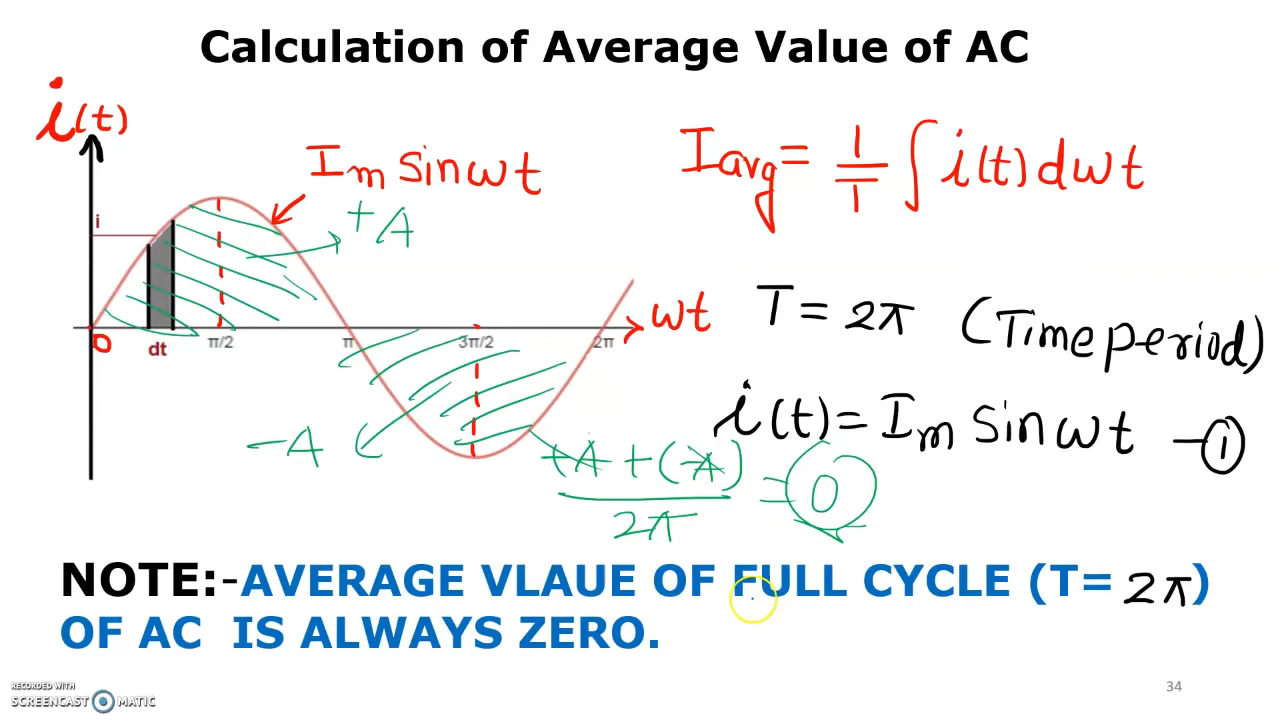 Calculation of Average Value of AC
i(t)
Iavg = 1/T ∫ i(t) dωt
Im sinωt
+A
i
ωt
T = 2π (Time period)
0
dt
π/2
π
3π/2
2π
i(t) = Im sinωt -①
-A
+A + (-A) / 2π = 0
NOTE:-AVERAGE VLAUE OF FULL CYCLE (T= 2π)
OF AC IS ALWAYS ZERO.
RECORDED WITH
SCREENCAST MATIC
34